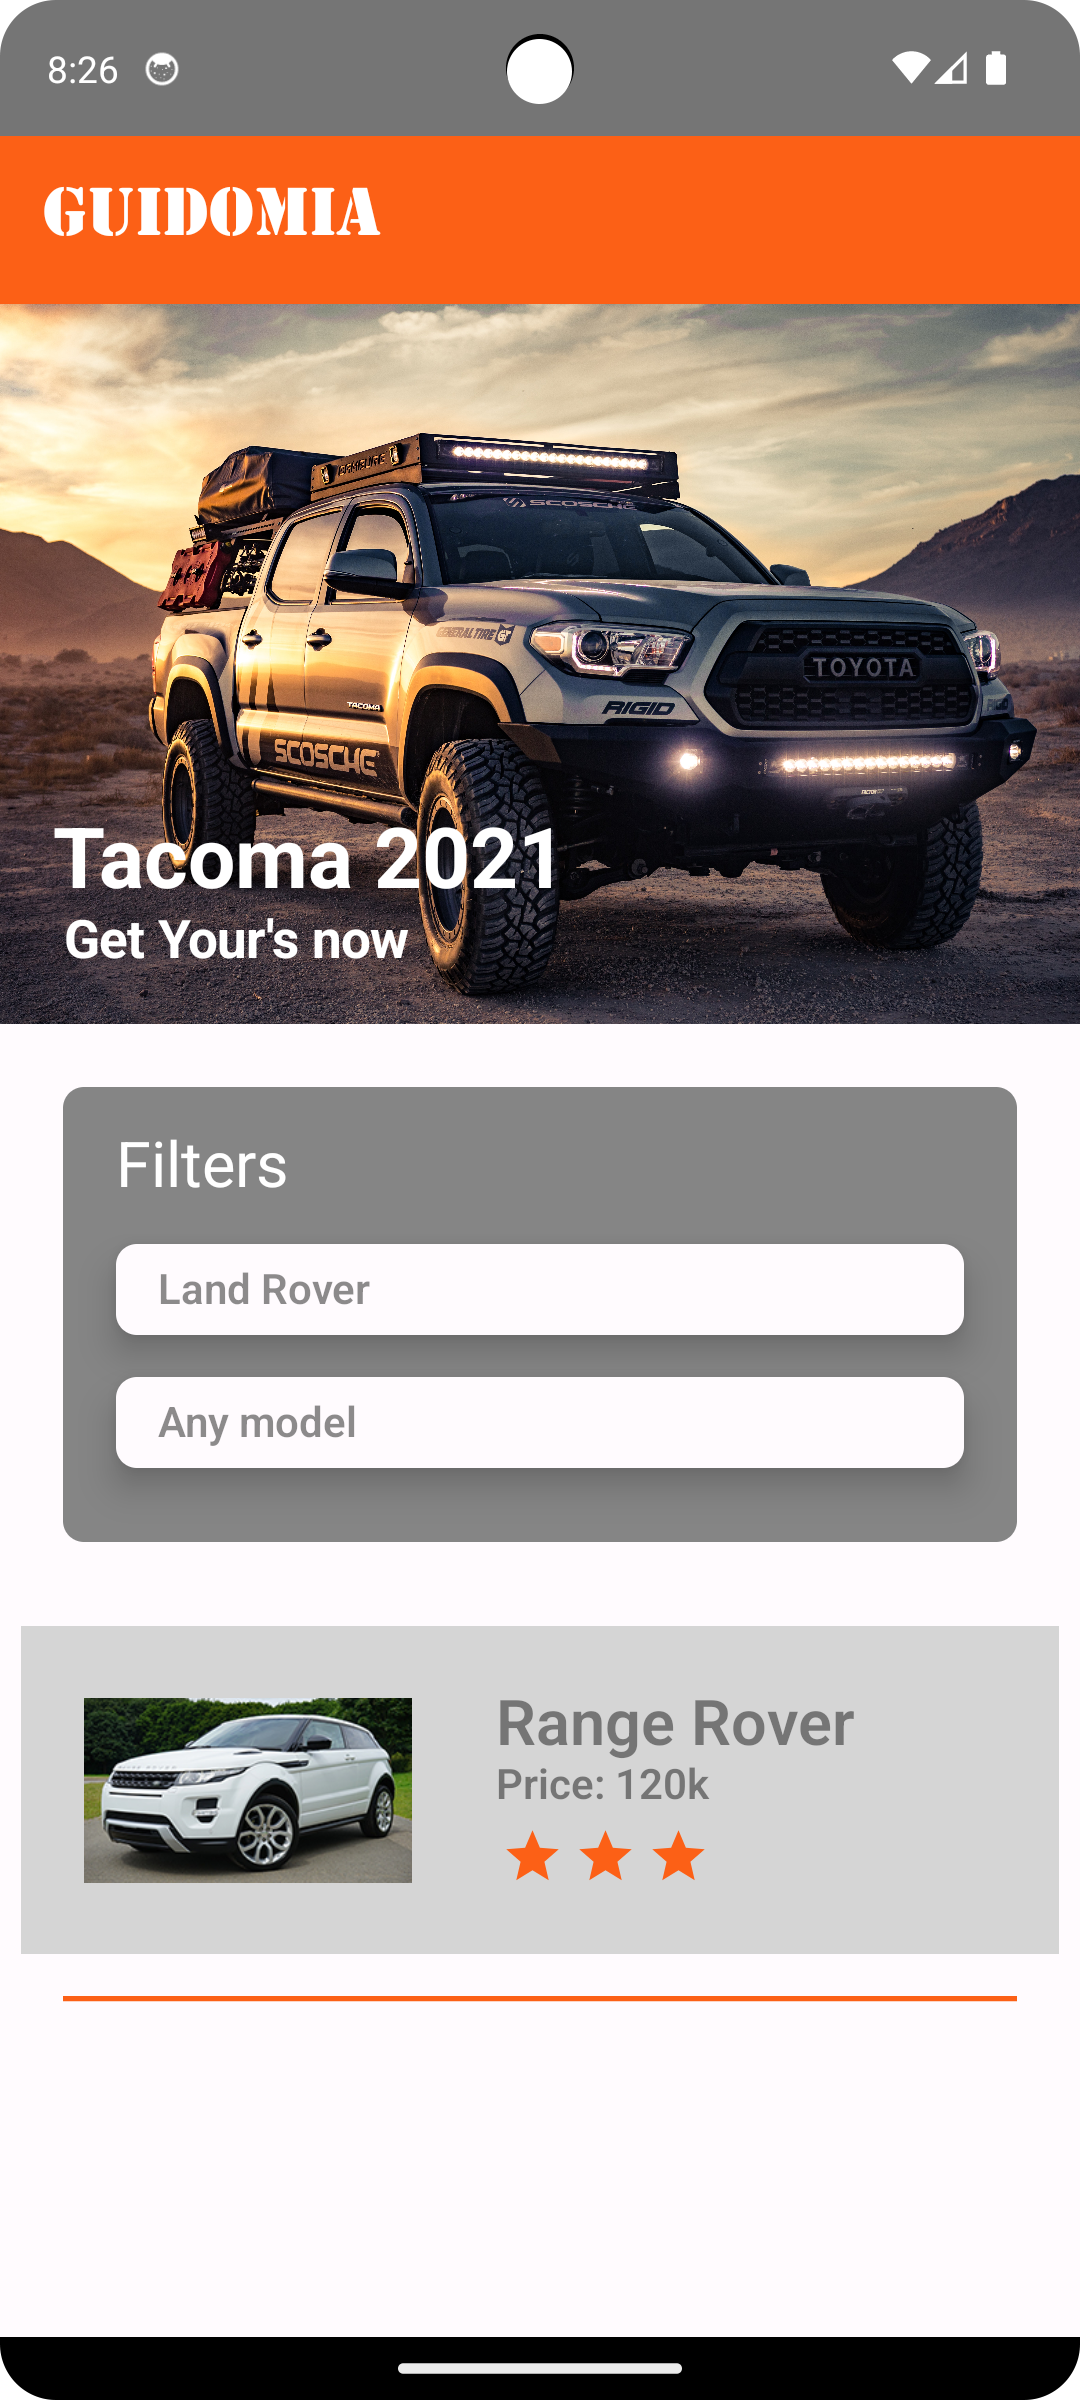 8:26
GUIDOMIA
SCOSCHE
GENERAL TIRE
TOYOTA
TACOMA
RIGID
SCOSCHE
Tacoma 2021
Get Your's now
Filters
Land Rover
Any model
Range Rover
Price: 120k